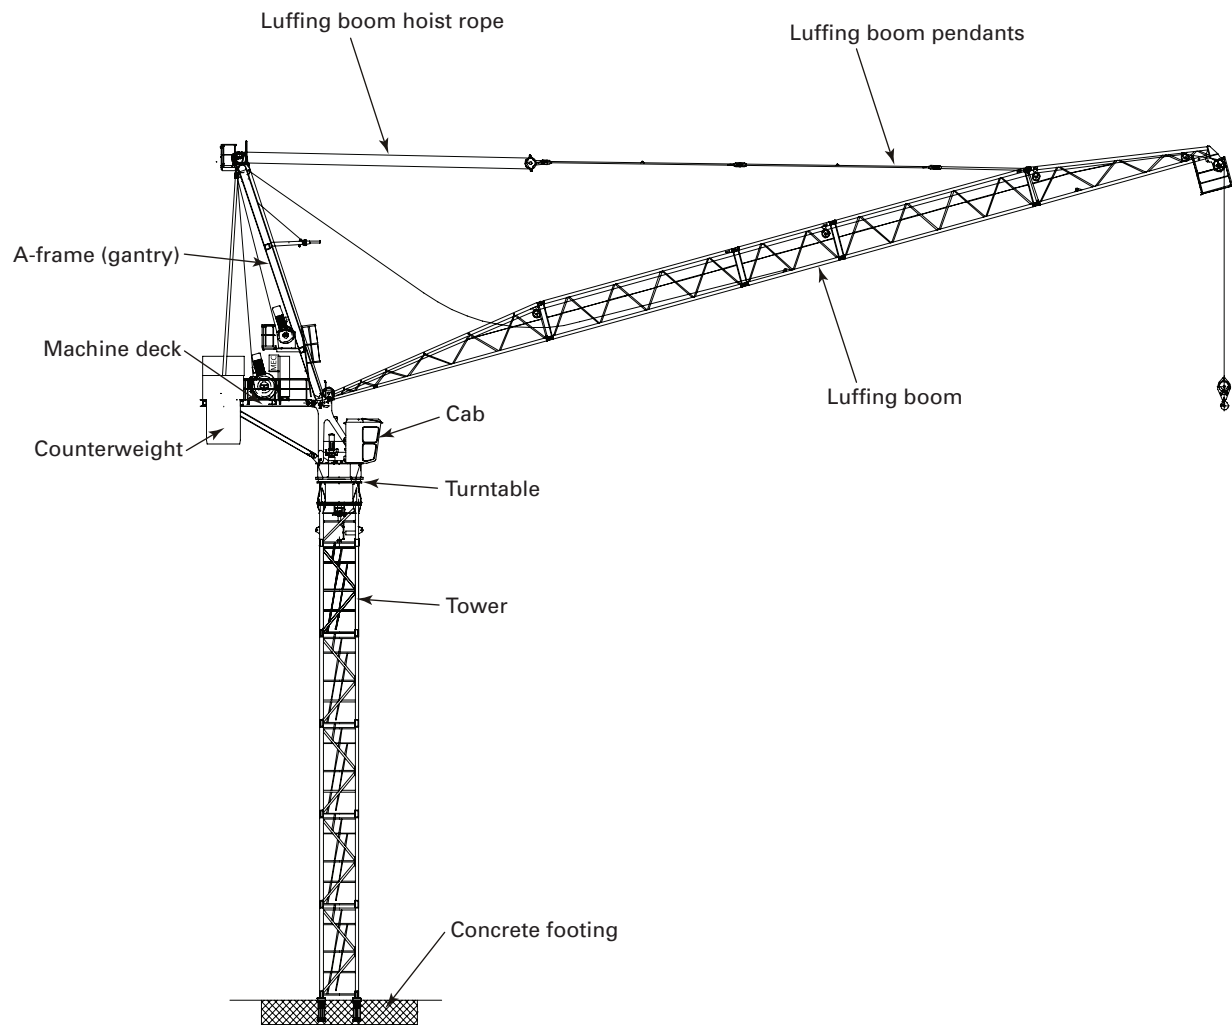 Luffing boom hoist rope
Luffing boom pendants
A-frame (gantry)
Machine deck
MEC
Luffing boom
Cab
Counterweight
Turntable
Tower
Concrete footing